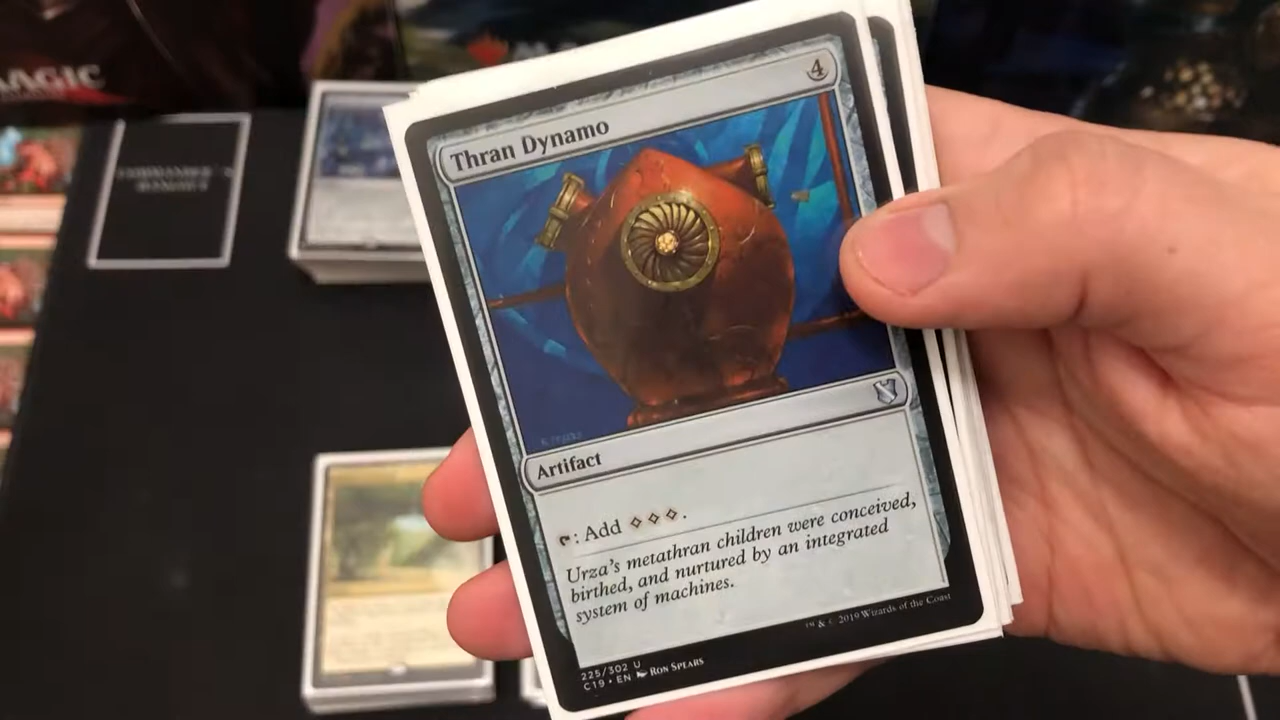 MAGIC
Thran Dynamo
4
Artifact
: Add .
Urza's metathran children were conceived,
birthed, and nurtured by an integrated
system of machines.
™ & © 2019 Wizards of the Coast
225/302 U
C19 • EN RON SPEARS